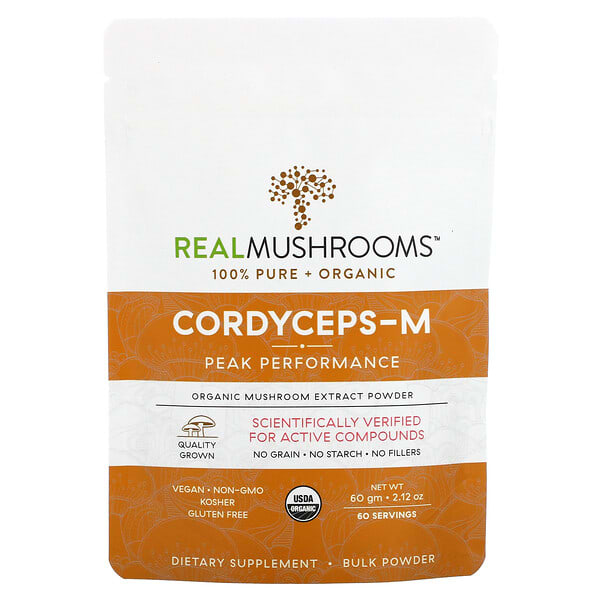 REALMUSHROOMS™
100% PURE + ORGANIC
CORDYCEPS-M
PEAK PERFORMANCE
ORGANIC MUSHROOM EXTRACT POWDER
QUALITY
GROWN
SCIENTIFICALLY VERIFIED
FOR ACTIVE COMPOUNDS
NO GRAIN • NO STARCH • NO FILLERS
VEGAN • NON-GMO
KOSHER
GLUTEN FREE
USDA
ORGANIC
NET WT
60 gm • 2.12 oz
60 SERVINGS
DIETARY SUPPLEMENT • BULK POWDER